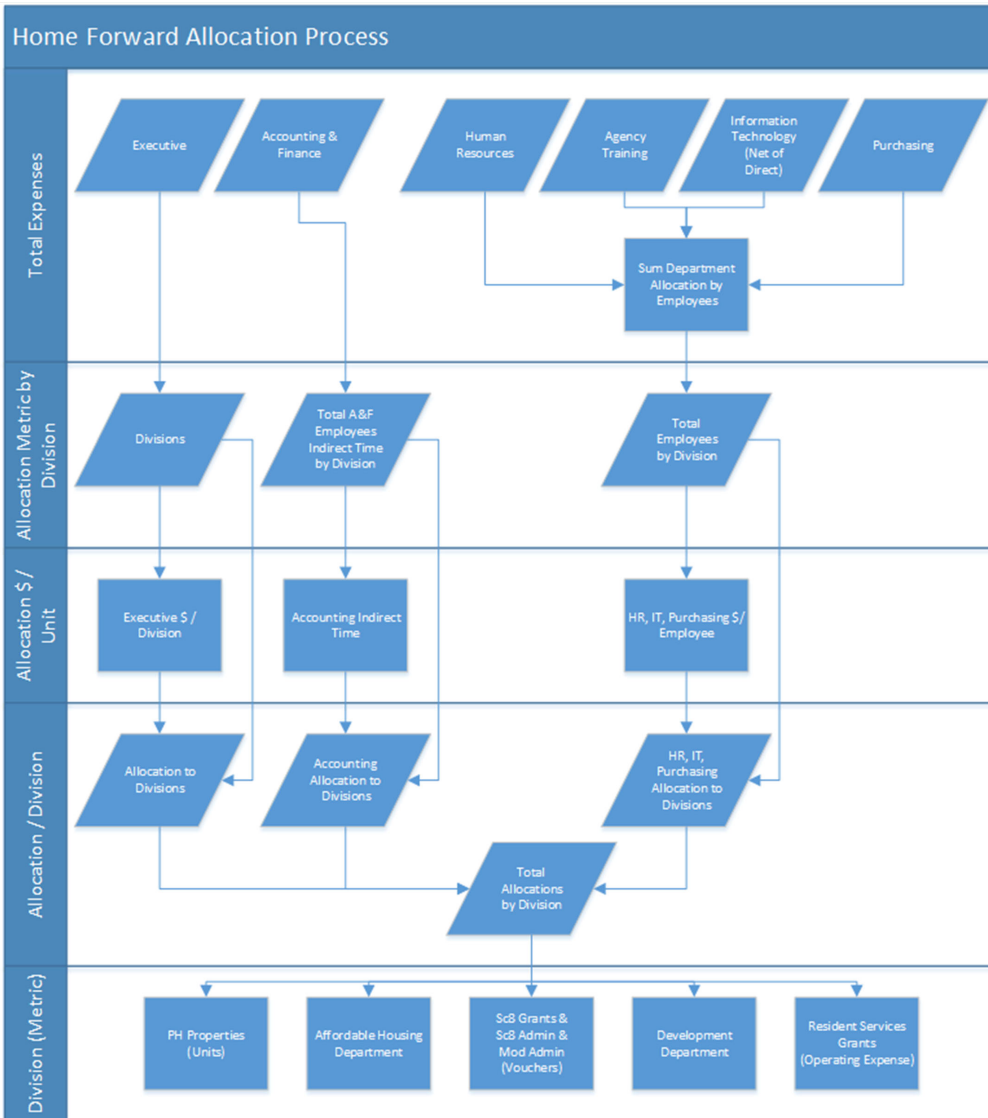 Home Forward Allocation Process
Total Expenses
Executive
Accounting &
Finance
Human
Resources
Agency
Training
Information
Technology
(Net of
Direct)
Purchasing
Sum Department
Allocation by
Employees
Allocation Metric by
Division
Divisions
Total A&F
Employees
Indirect Time
by Division
Total
Employees
by Division
Allocation $ /
Unit
Executive $ /
Division
Accounting Indirect
Time
HR, IT, Purchasing $/
Employee
Allocation / Division
Allocation to
Divisions
Accounting
Allocation to
Divisions
HR, IT,
Purchasing
Allocation to
Divisions
Total
Allocations
by Division
Division (Metric)
PH Properties
(Units)
Affordable Housing
Department
Sc8 Grants &
Sc8 Admin &
Mod Admin
(Vouchers)
Development
Department
Resident Services
Grants
(Operating Expense)